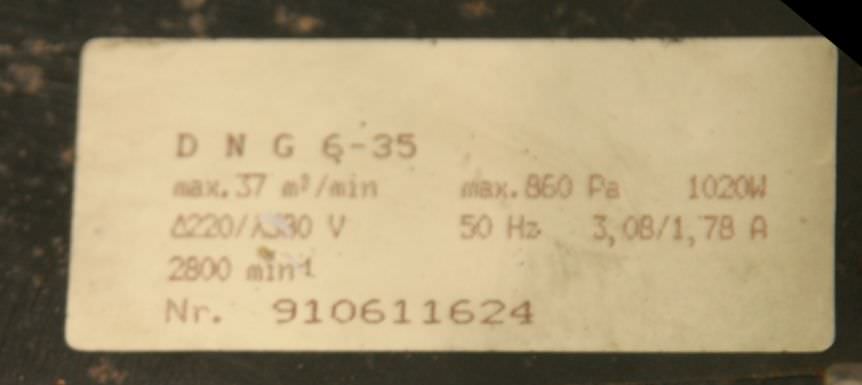 D N G 6-35
max.37 m³/min max.860 Pa 1020W
Δ220/⅄380 V 50 Hz 3,08/1,78 A
2800 min-1
Nr. 910611624